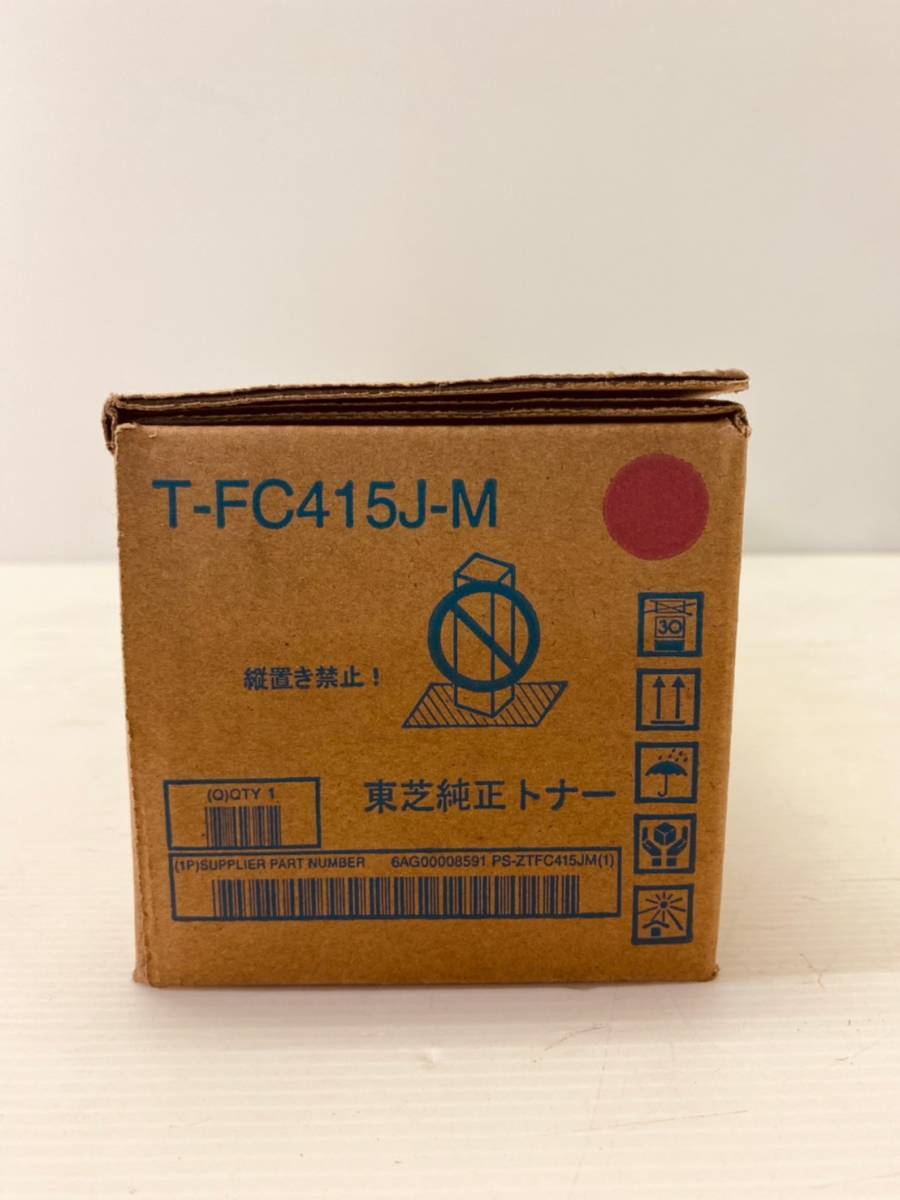 T-FC415J-M
30
縦置き禁止！
東芝純正トナー
(Q)QTY 1
(1P)SUPPLIER PART NUMBER 6AG00008591 PS-ZTFC415JM(1)